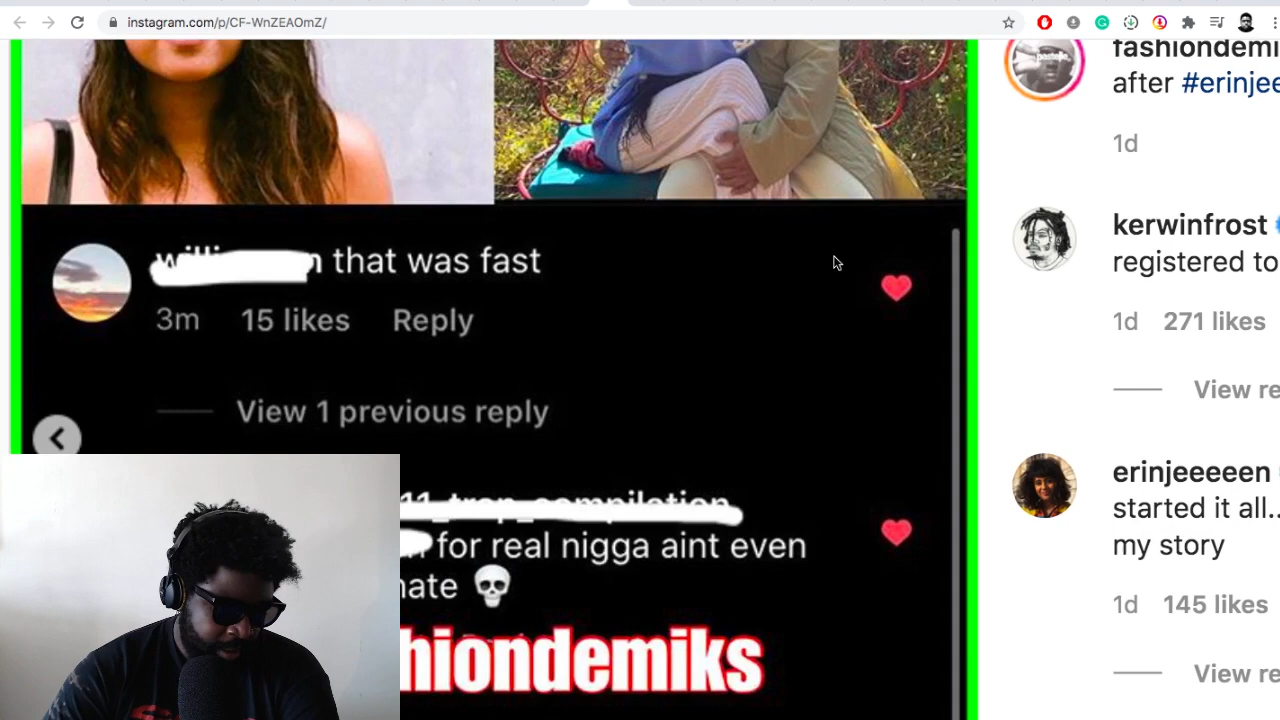 instagram.com/p/CF-WnZEAOmZ/
that was fast
3m 15 likes Reply
View 1 previous reply
for real nigga aint even
hate 💀
hiondemiks
fashiondemi
after #erinjee
1d
kerwinfrost
registered to
1d 271 likes
View re
erinjeeeeen
started it all..
my story
1d 145 likes
View re